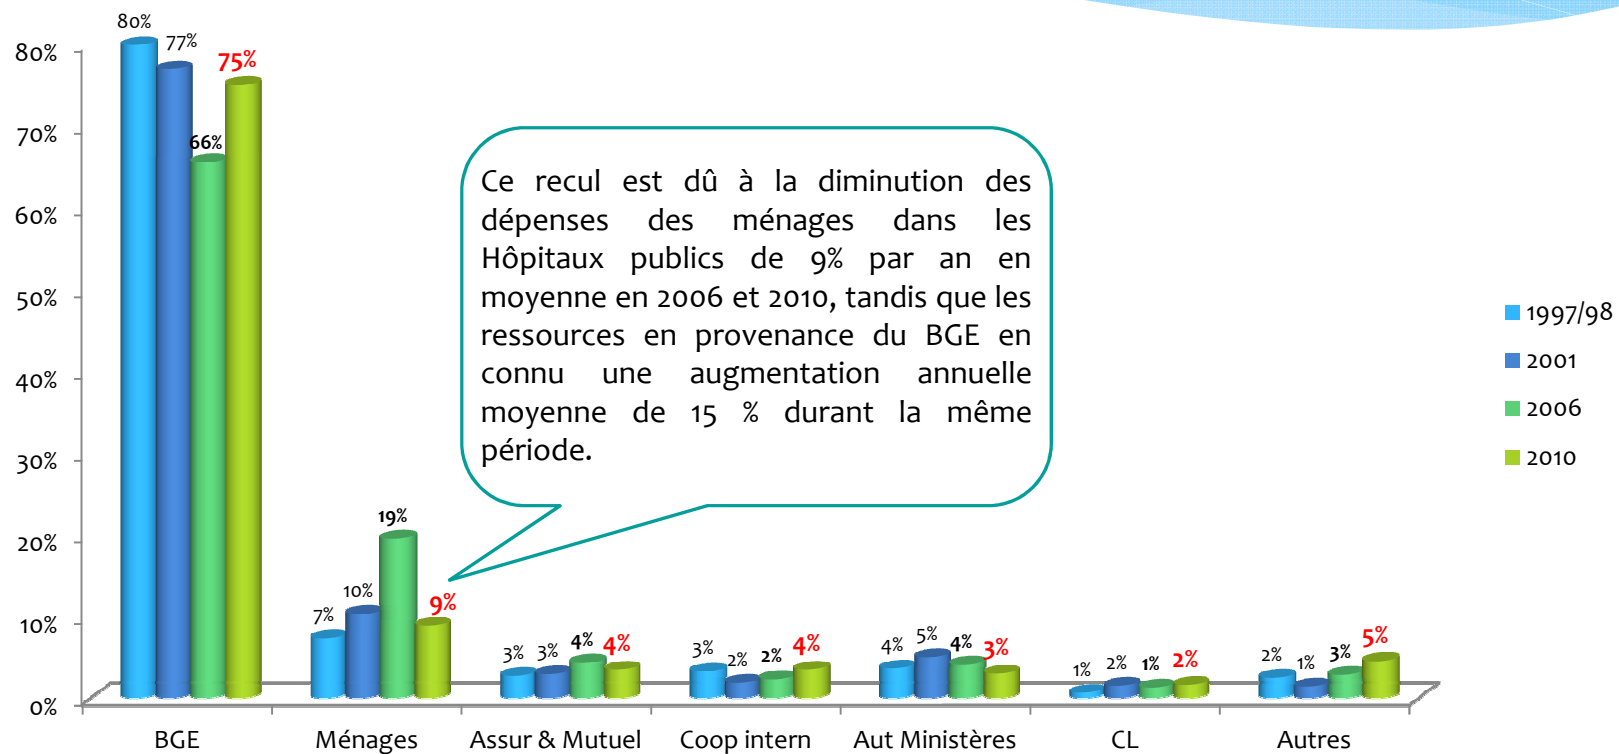 80%
70%
60%
50%
40%
30%
20%
10%
0%
80%
77%
66%
75%
7%
10%
19%
9%
3%
3%
4%
4%
3%
2%
2%
4%
4%
5%
4%
3%
1%
2%
1%
2%
2%
1%
3%
5%
Ce recul est dû à la diminution des
dépenses des ménages dans les
Hôpitaux publics de 9% par an en
moyenne en 2006 et 2010, tandis que les
ressources en provenance du BGE en
connu une augmentation annuelle
moyenne de 15 % durant la même
période.
BGE
Ménages
Assur & Mutuel
Coop intern
Aut Ministères
CL
Autres
1997/98
2001
2006
2010